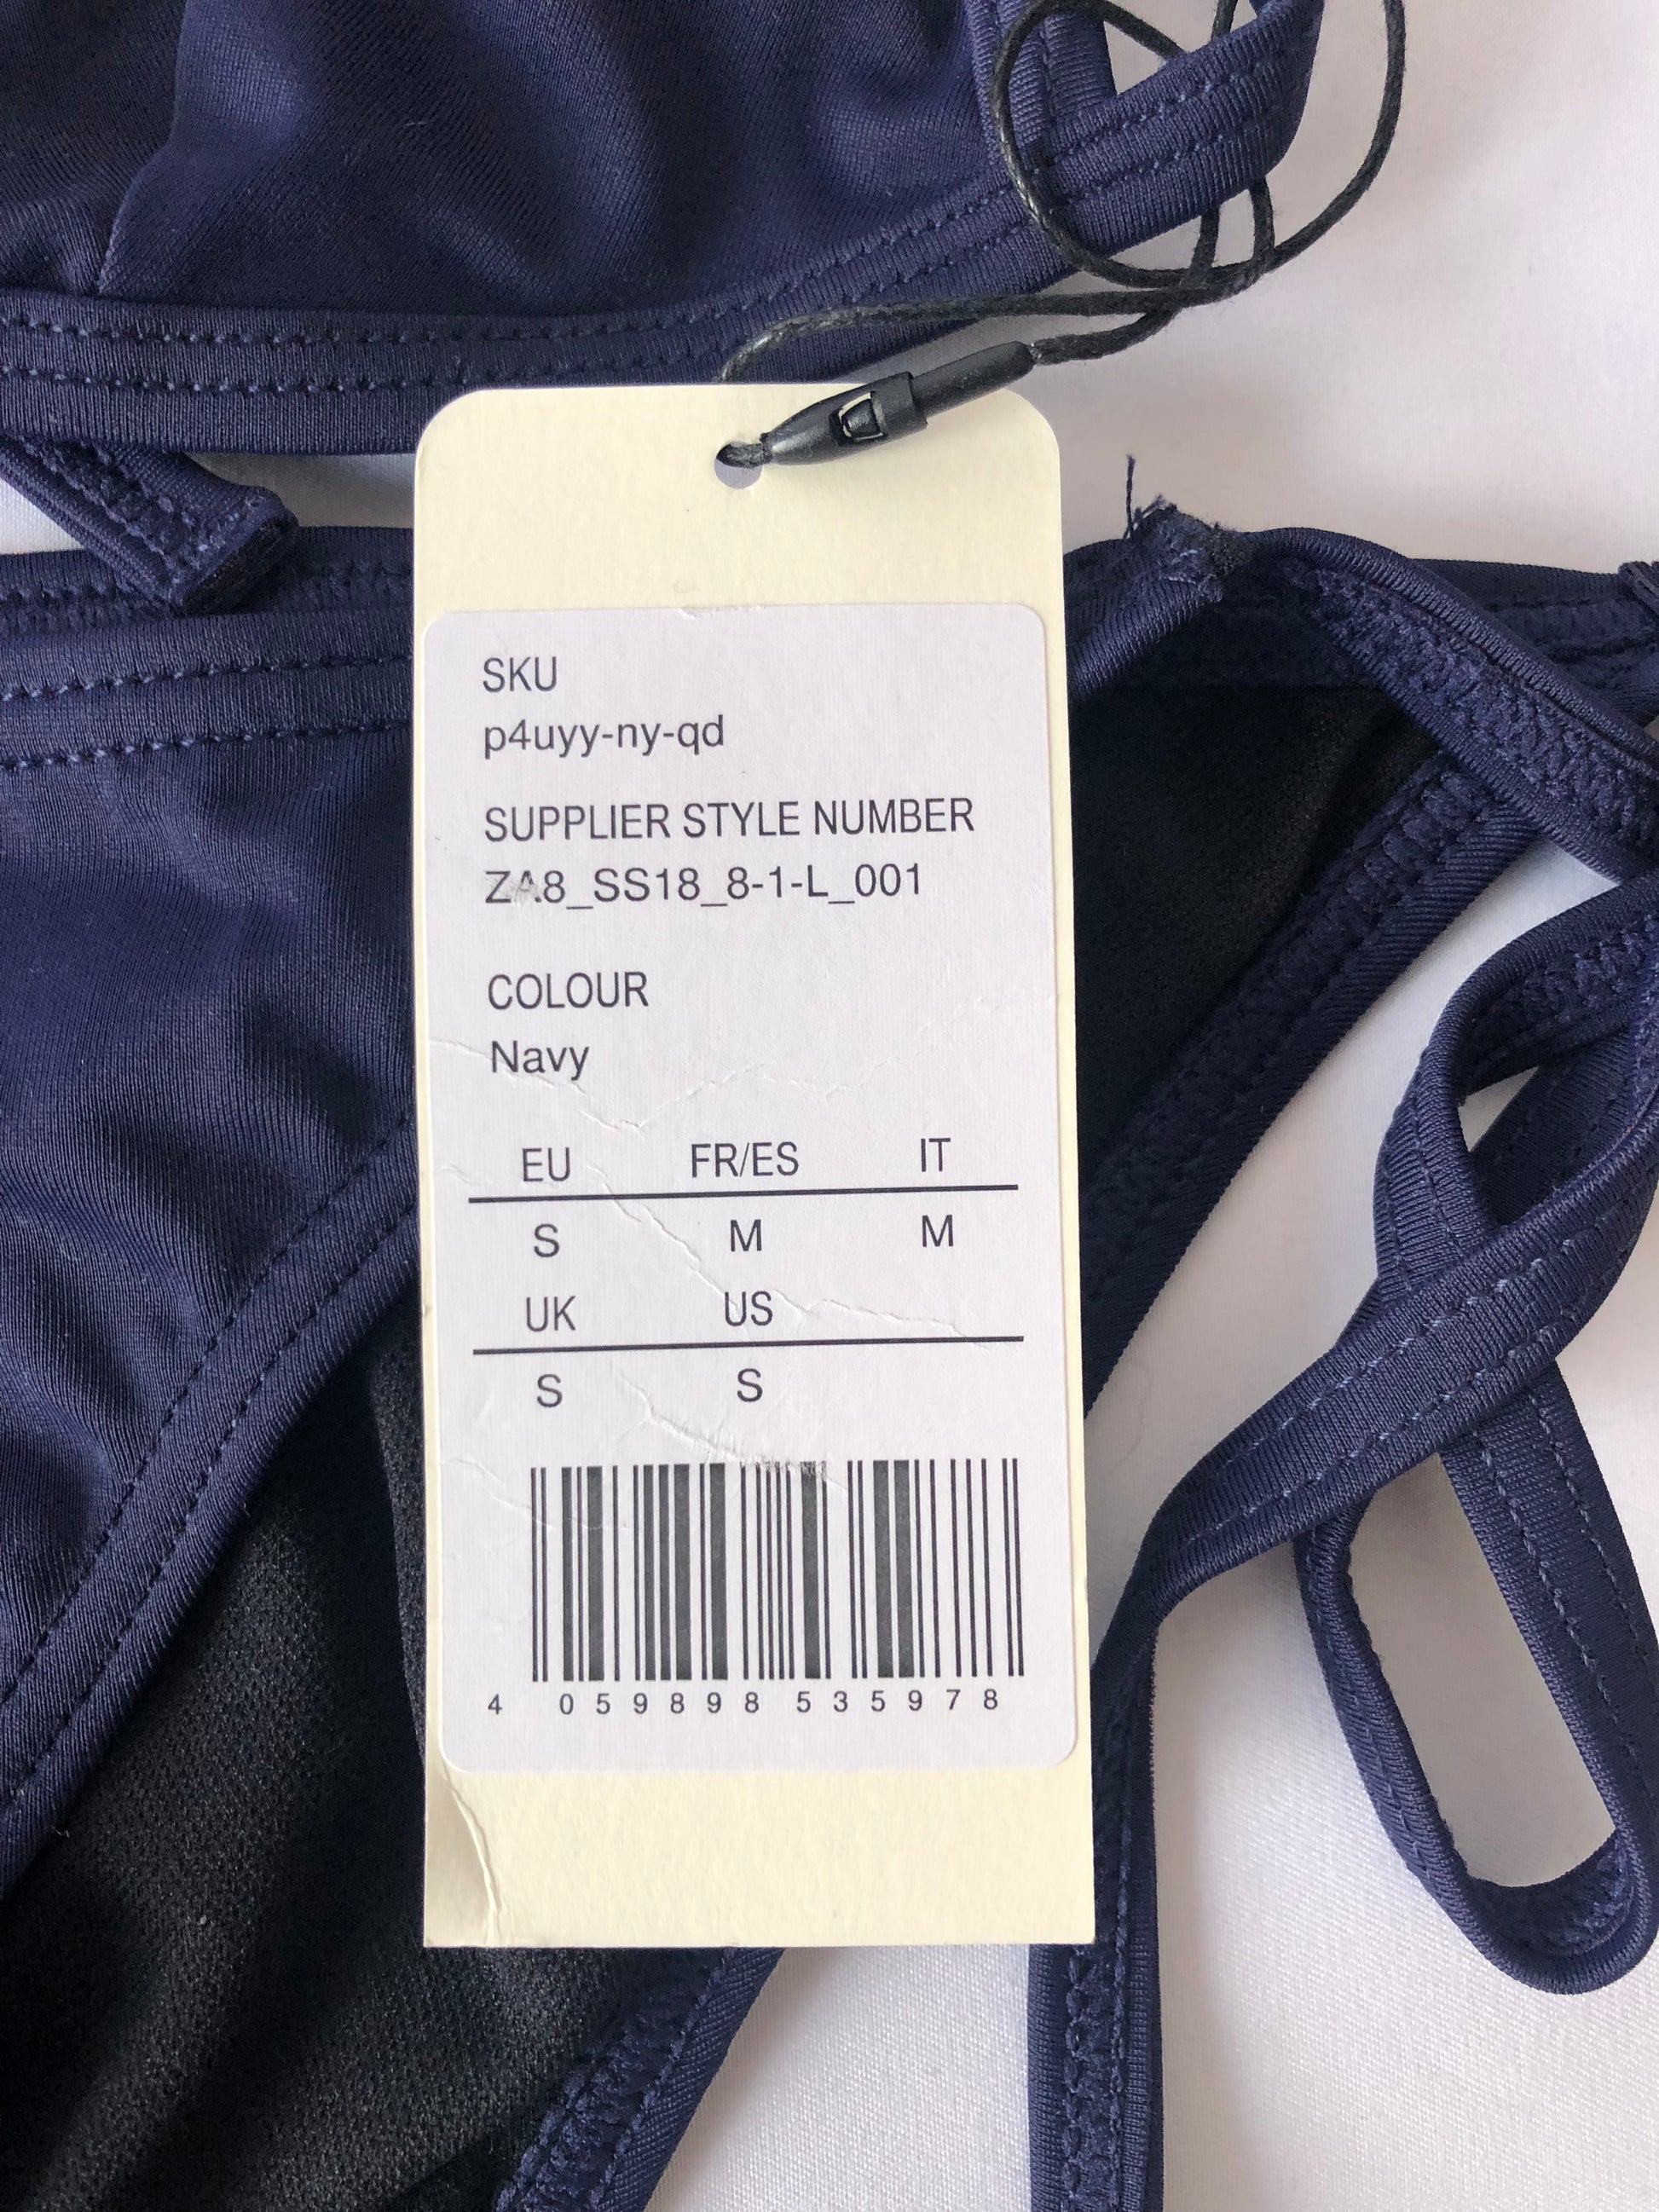 SKU
p4uyy-ny-qd
SUPPLIER STYLE NUMBER
ZA8_SS18_8-1-L_001
COLOUR
Navy
EU FR/ES IT
S M M
UK US
S S
4 059898 535978